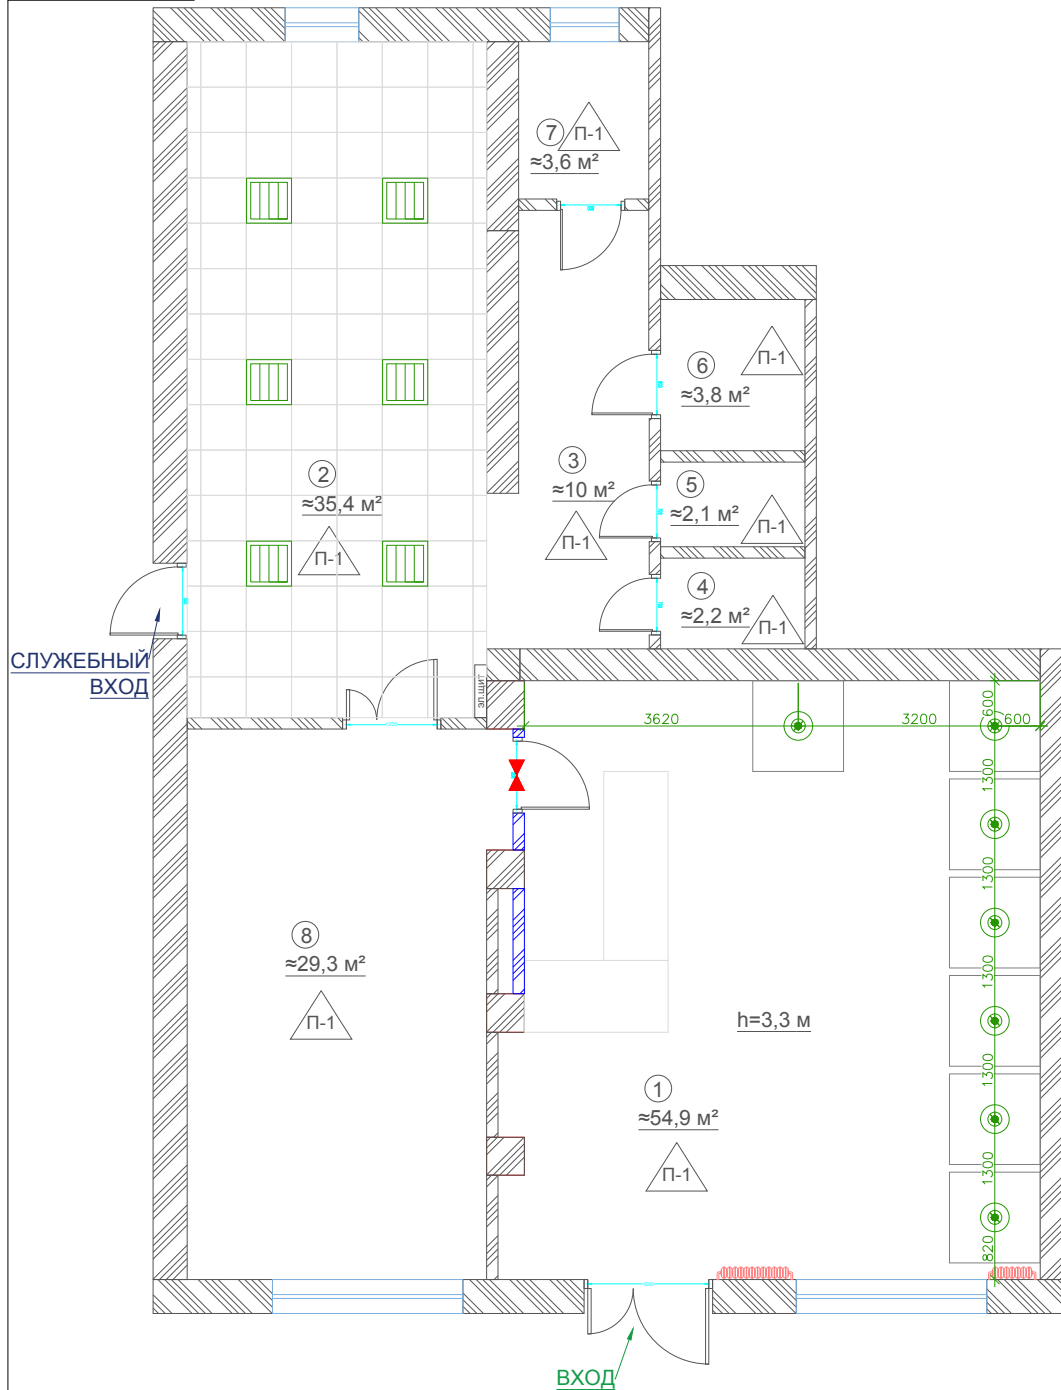 7
П-1
≈3,6 м²
6
П-1
≈3,8 м²
2
≈35,4 м²
П-1
3
≈10 м²
П-1
5
≈2,1 м²
П-1
4
≈2,2 м²
П-1
СЛУЖЕБНЫЙ
ВХОД
эл.щит
3620
3200
600
600
1300
1300
1300
1300
1300
820
8
≈29,3 м²
П-1
h=3,3 м
1
≈54,9 м²
П-1
ВХОД